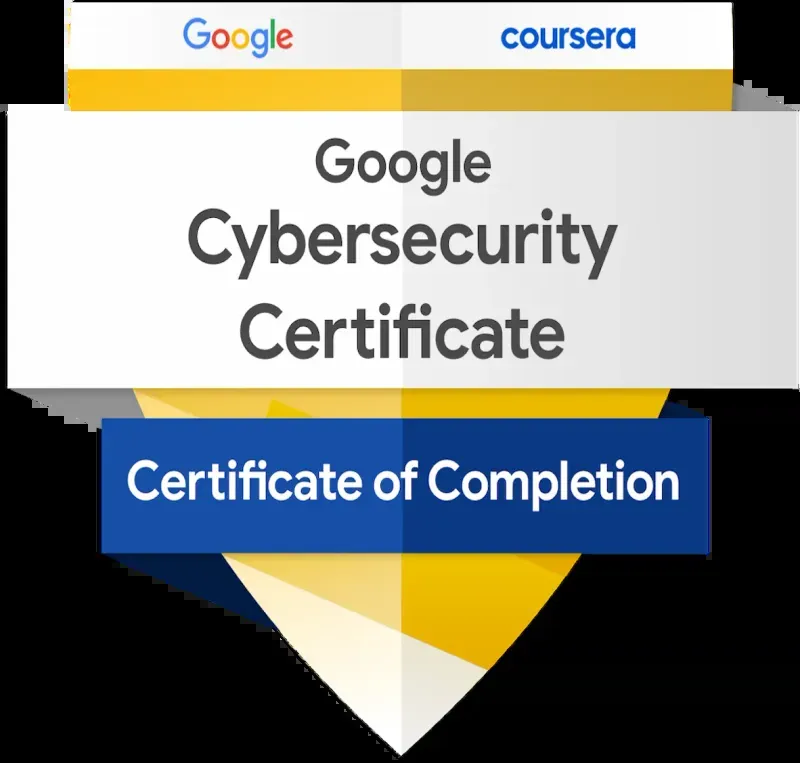 Google coursera
Google
Cybersecurity
Certificate
Certificate of Completion